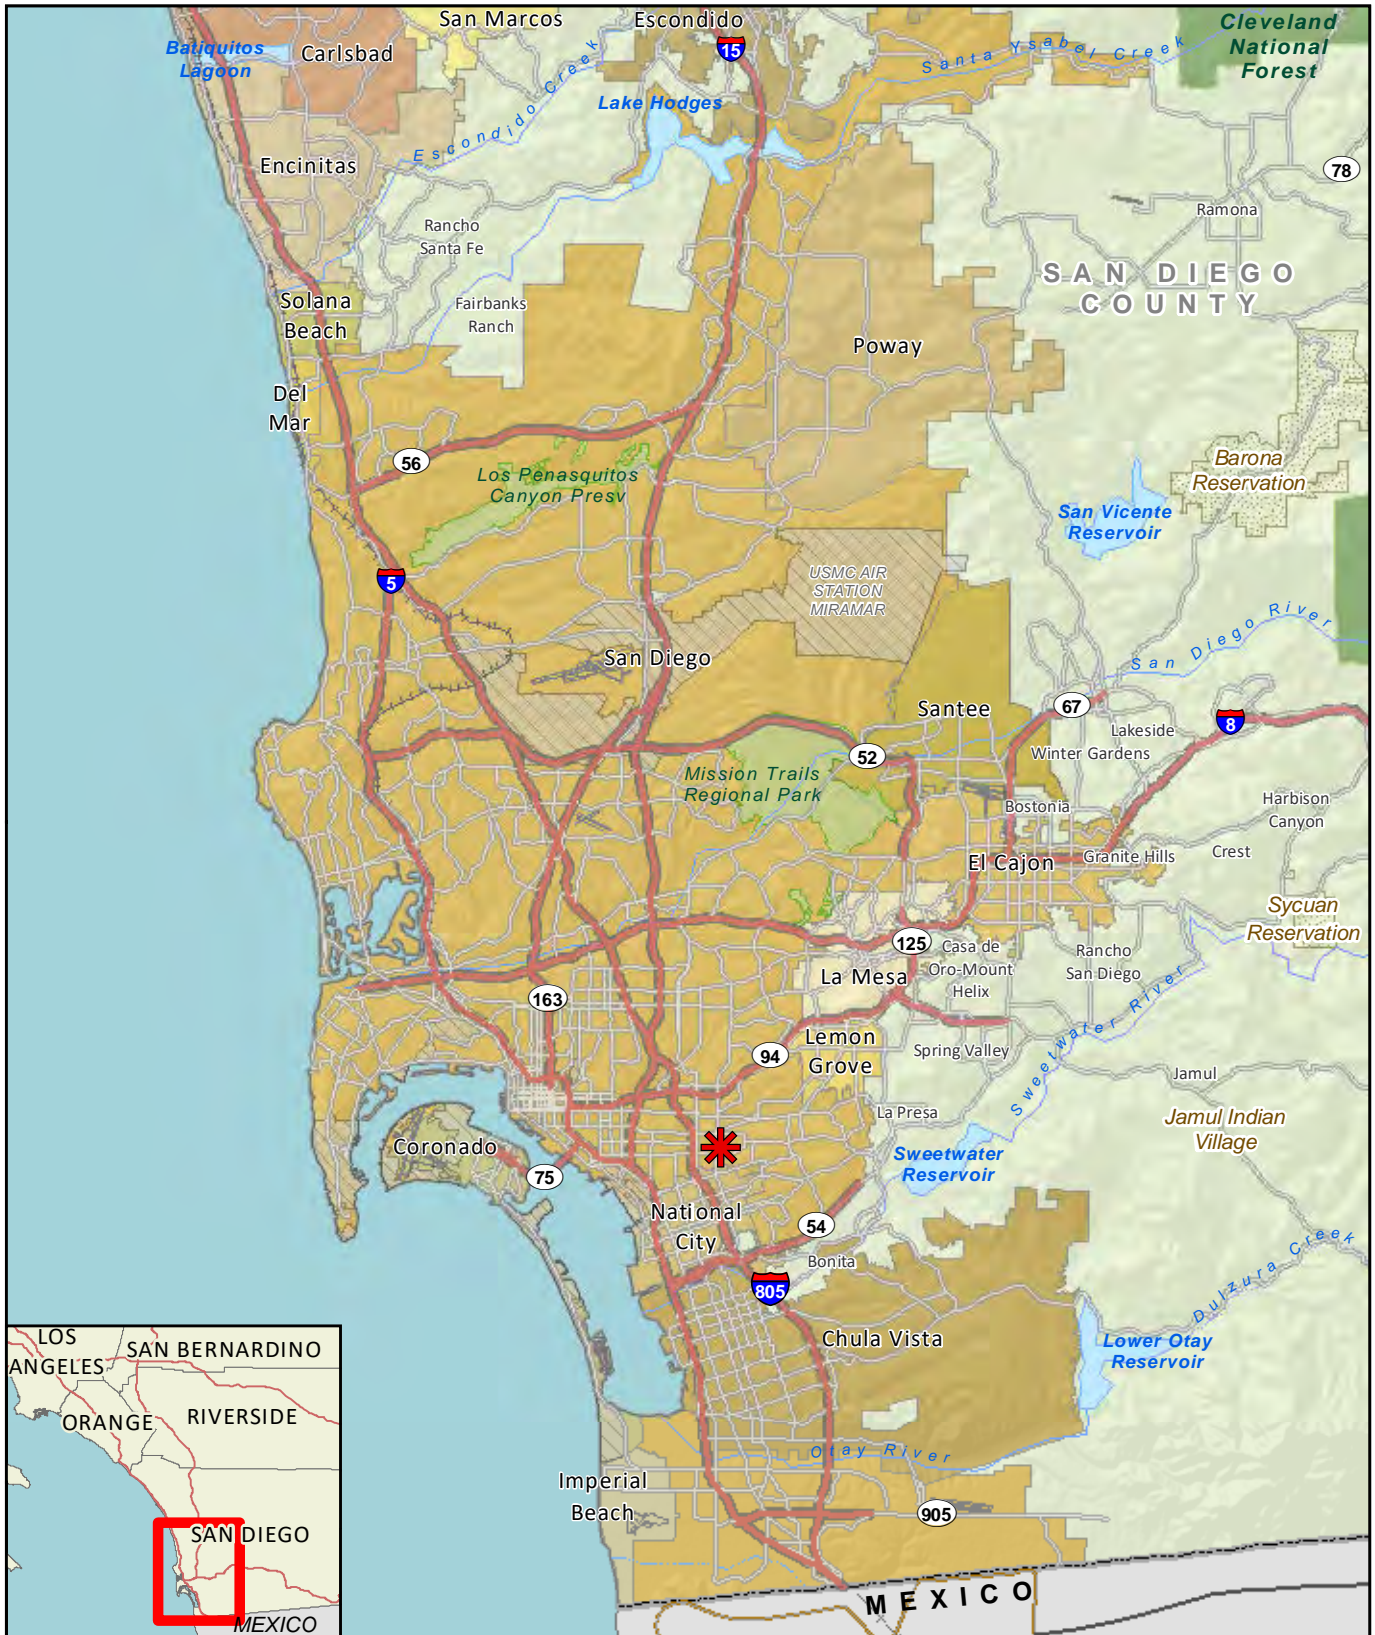 San Marcos
Escondido
Cleveland
National
Forest
Batiquitos
Lagoon
Carlsbad
15
Santa Ysabel Creek
Escondido Creek
Lake Hodges
Encinitas
78
Ramona
Rancho
Santa Fe
SAN DIEGO
COUNTY
Solana
Beach
Fairbanks
Ranch
Poway
Del
Mar
56
Los Penasquitos
Canyon Presv
Barona
Reservation
San Vicente
Reservoir
5
USMC AIR
STATION
MIRAMAR
San Diego River
San Diego
Santee
67
8
Lakeside
Winter Gardens
52
Mission Trails
Regional Park
Bostonia
Harbison
Canyon
El Cajon
Granite Hills
Crest
Sycuan
Reservation
125
Casa de
Oro-Mount
Helix
Rancho
San Diego
La Mesa
163
Sweetwater River
Lemon
Grove
94
Spring Valley
Jamul
La Presa
Jamul Indian
Village
Coronado
75
Sweetwater
Reservoir
National
City
54
Bonita
805
Dulzura Creek
Chula Vista
Lower Otay
Reservoir
Otay River
Imperial
Beach
905
MEXICO
LOS
ANGELES
SAN BERNARDINO
ORANGE
RIVERSIDE
SAN DIEGO
MEXICO